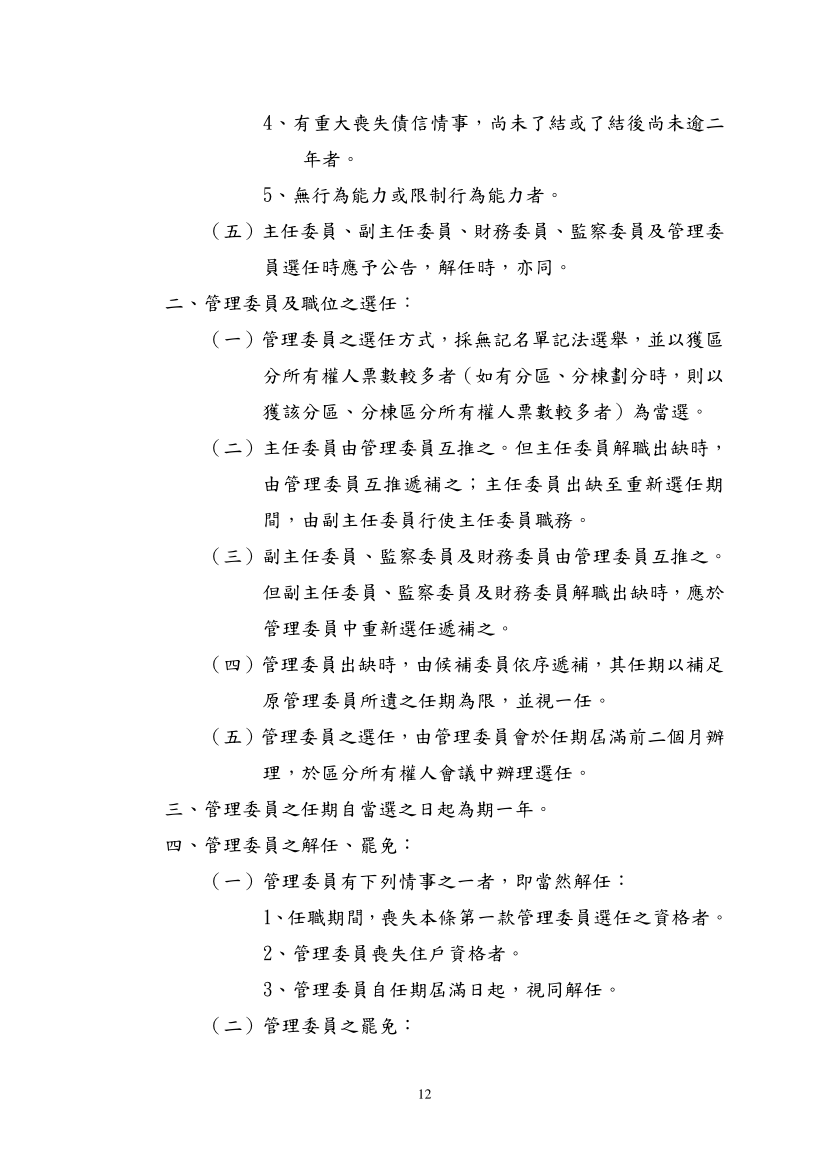 4、有重大喪失債信情事，尚未了結或了結後尚未逾二
年者。
5、無行為能力或限制行為能力者。
（五）主任委員、副主任委員、財務委員、監察委員及管理委
員選任時應予公告，解任時，亦同。
二、管理委員及職位之選任：
（一）管理委員之選任方式，採無記名單記法選舉，並以獲區
分所有權人票數較多者（如有分區、分棟劃分時，則以
獲該分區、分棟區分所有權人票數較多者）為當選。
（二）主任委員由管理委員互推之。但主任委員解職出缺時，
由管理委員互推遞補之；主任委員出缺至重新選任期
間，由副主任委員行使主任委員職務。
（三）副主任委員、監察委員及財務委員由管理委員互推之。
但副主任委員、監察委員及財務委員解職出缺時，應於
管理委員中重新選任遞補之。
（四）管理委員出缺時，由候補委員依序遞補，其任期以補足
原管理委員所遺之任期為限，並視一任。
（五）管理委員之選任，由管理委員會於任期屆滿前二個月辦
理，於區分所有權人會議中辦理選任。
三、管理委員之任期自當選之日起為期一年。
四、管理委員之解任、罷免：
（一）管理委員有下列情事之一者，即當然解任：
1、任職期間，喪失本條第一款管理委員選任之資格者。
2、管理委員喪失住戶資格者。
3、管理委員自任期屆滿日起，視同解任。
（二）管理委員之罷免：
12